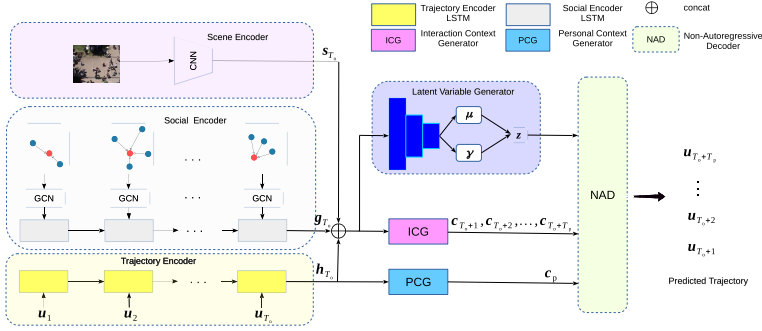 Trajectory Encoder
LSTM
Social Encoder
LSTM
concat
ICG
Interaction Context
Generator
PCG
Personal Context
Generator
NAD
Non-Autoregressive
Decoder
Scene Encoder
CNN
s_{T_o}
Latent Variable Generator
μ
γ
z
Social Encoder
. . .
GCN
GCN
. . .
GCN
. . .
g_{T_o}
ICG
c_{T_o+1}, c_{T_o+2}, ..., c_{T_o+T_p}
NAD
u_{T_o+T_p}
⋮
u_{T_o+2}
u_{T_o+1}
Predicted Trajectory
Trajectory Encoder
. . .
h_{T_o}
PCG
c_p
u_1
u_2
u_{T_o}